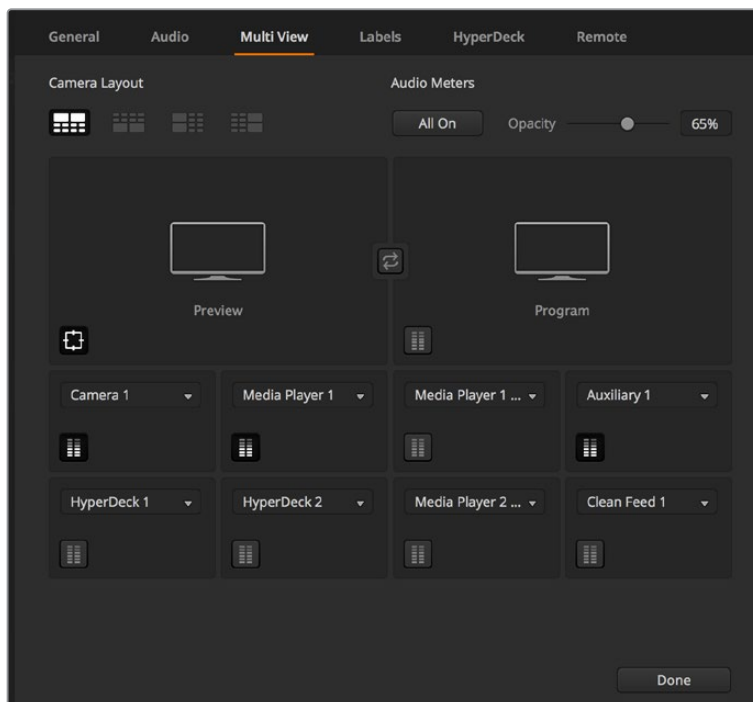 General Audio Multi View Labels HyperDeck Remote
Camera Layout Audio Meters
All On Opacity 65%
Preview Program
Camera 1 Media Player 1 Media Player 1 ... Auxiliary 1
HyperDeck 1 HyperDeck 2 Media Player 2 ... Clean Feed 1
Done